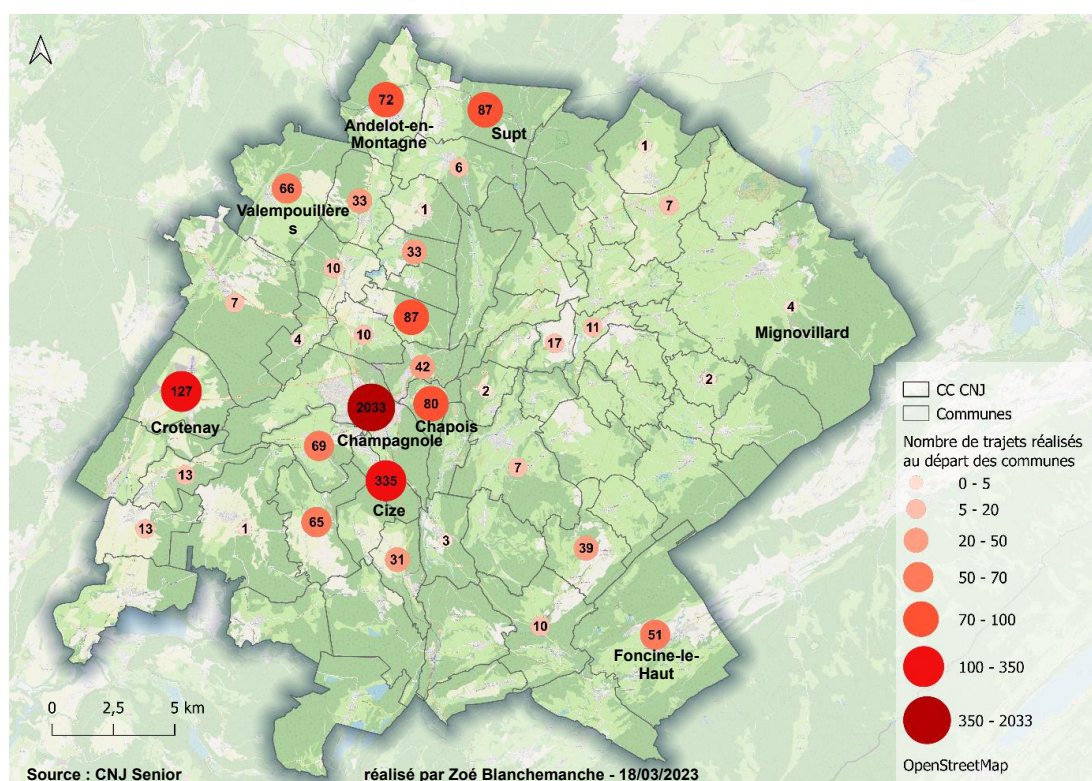 72
Andelot-en-
Montagne
87
Supt
1
6
66
Valempouillère
s
33
1
7
33
10
7
4
Mignovillard
87
11
10
17
4
42
2
2
127
Crotenay
2033
Champagnole
80
Chapois
69
7
13
335
Cize
65
13
1
3
39
31
10
51
Foncine-le-
Haut
CC CNJ
Communes
Nombre de trajets réalisés
au départ des communes
0 - 5
5 - 20
20 - 50
50 - 70
70 - 100
100 - 350
350 - 2033
OpenStreetMap
0 2,5 5 km
Source : CNJ Senior réalisé par Zoé Blanchemanche - 18/03/2023